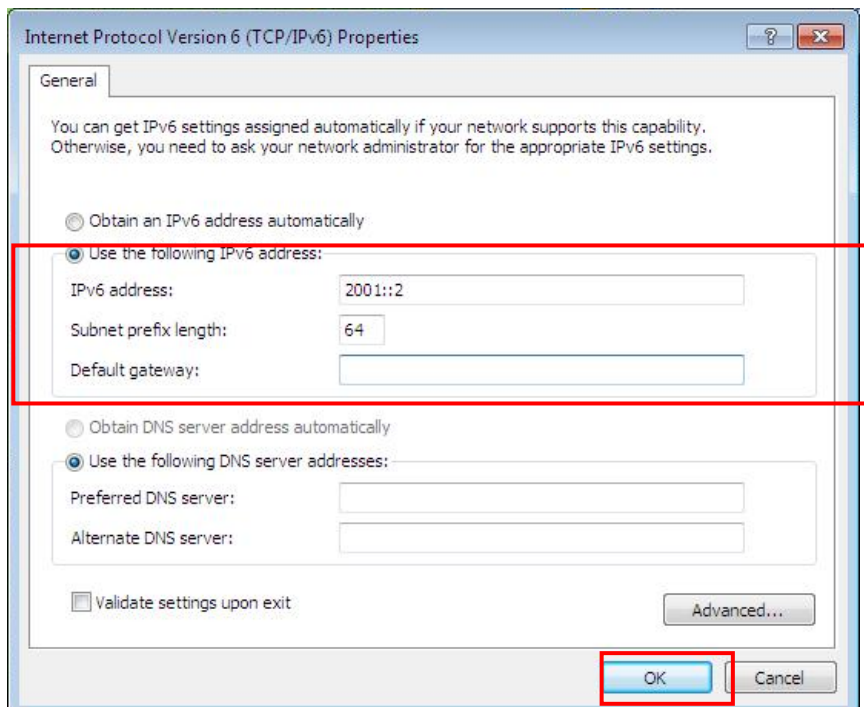 Internet Protocol Version 6 (TCP/IPv6) Properties
General
You can get IPv6 settings assigned automatically if your network supports this capability.
Otherwise, you need to ask your network administrator for the appropriate IPv6 settings.
Obtain an IPv6 address automatically
Use the following IPv6 address:
IPv6 address: 2001::2
Subnet prefix length: 64
Default gateway:
Obtain DNS server address automatically
Use the following DNS server addresses:
Preferred DNS server:
Alternate DNS server:
Validate settings upon exit
Advanced...
OK Cancel